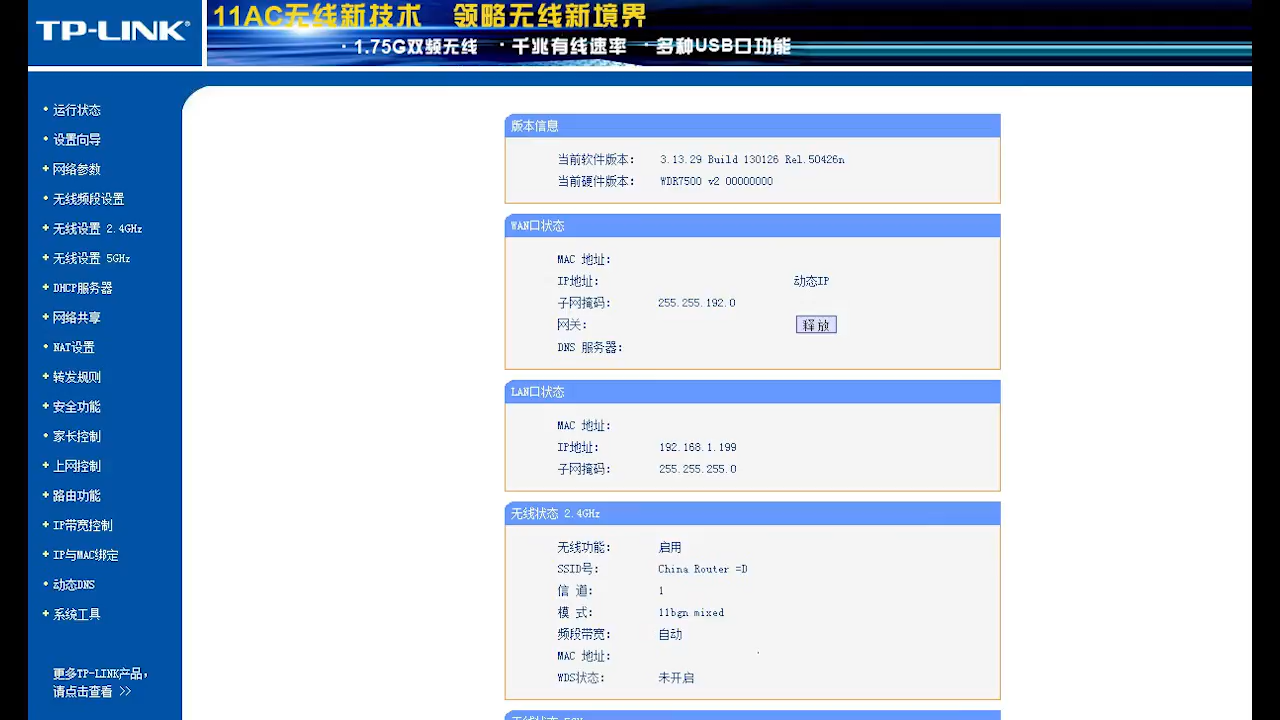 TP-LINK®
11AC无线新技术 领略无线新境界
·1.75G双频无线 ·千兆有线速率 ·多种USB口功能
• 运行状态
• 设置向导
+ 网络参数
• 无线频段设置
+ 无线设置 2.4GHz
+ 无线设置 5GHz
+ DHCP服务器
+ 网络共享
• NAT设置
+ 转发规则
+ 安全功能
• 家长控制
+ 上网控制
+ 路由功能
+ IP带宽控制
+ IP与MAC绑定
• 动态DNS
+ 系统工具
更多TP-LINK产品,
请点击查看 >>
版本信息
当前软件版本: 3.13.29 Build 130126 Rel.50426n
当前硬件版本: WDR7500 v2 00000000
WAN口状态
MAC 地址:
IP地址: 动态IP
子网掩码: 255.255.192.0
网关: 释放
DNS 服务器:
LAN口状态
MAC 地址:
IP地址: 192.168.1.199
子网掩码: 255.255.255.0
无线状态 2.4GHz
无线功能: 启用
SSID号: China Router =D
信 道: 1
模 式: 11bgn mixed
频段带宽: 自动
MAC 地址:
WDS状态: 未开启